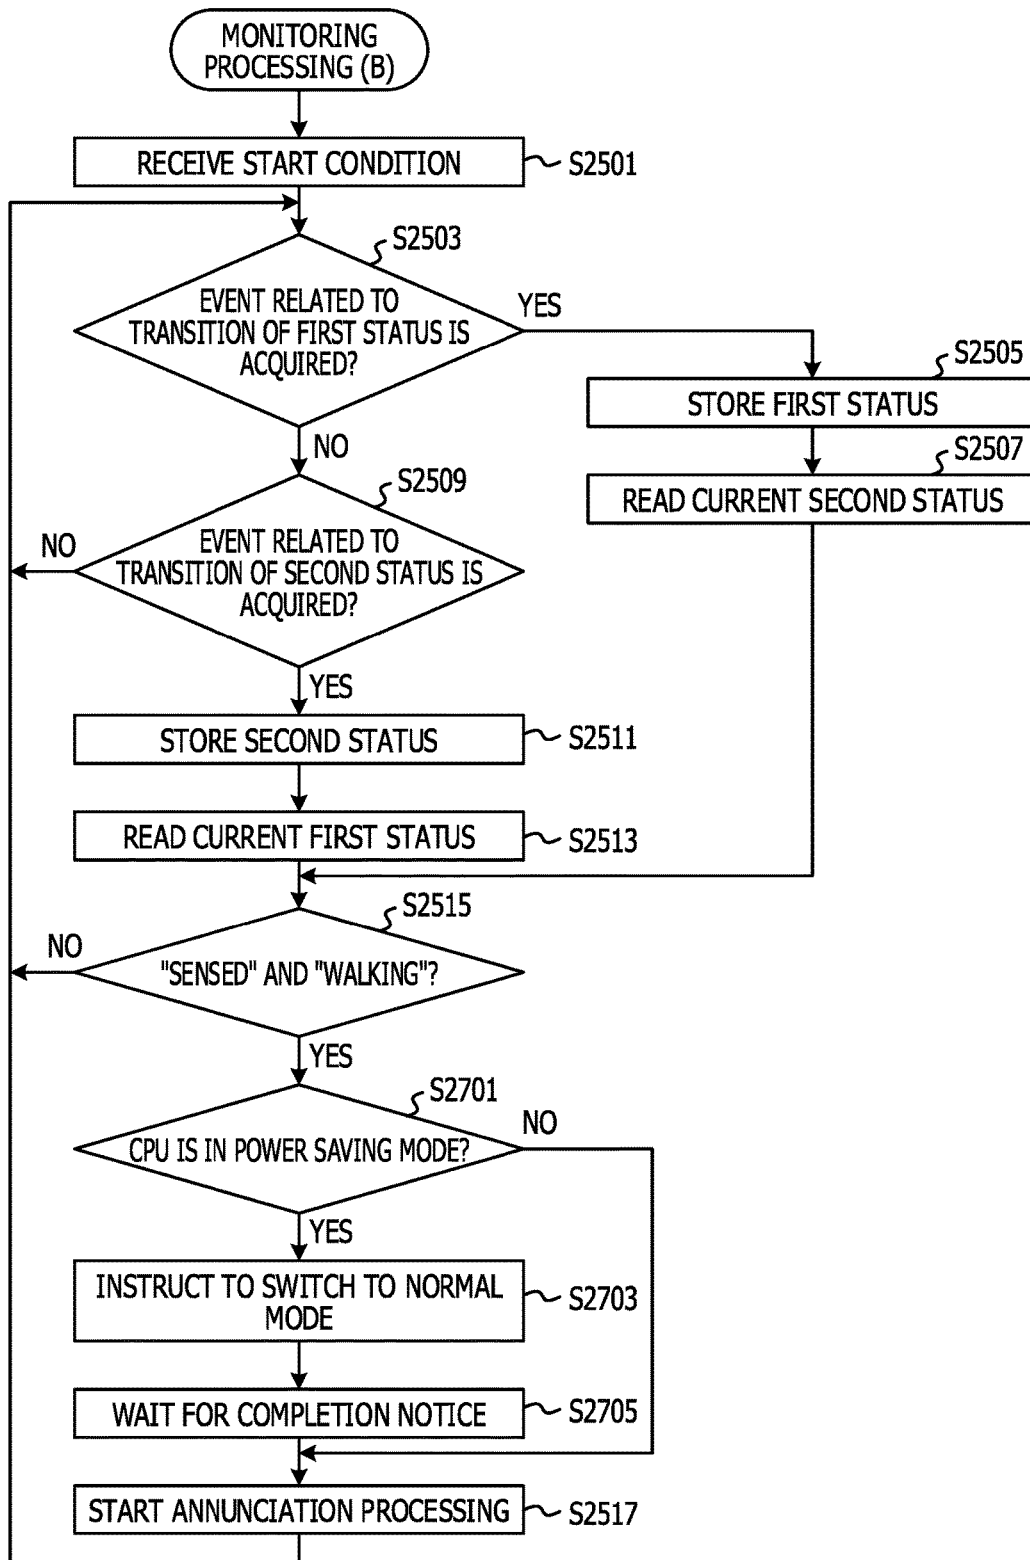 MONITORING
PROCESSING (B)
RECEIVE START CONDITION
S2501
S2503
EVENT RELATED TO
TRANSITION OF FIRST STATUS IS
ACQUIRED?
YES
S2505
STORE FIRST STATUS
NO
S2507
READ CURRENT SECOND STATUS
S2509
NO
EVENT RELATED TO
TRANSITION OF SECOND STATUS IS
ACQUIRED?
YES
STORE SECOND STATUS
S2511
READ CURRENT FIRST STATUS
S2513
S2515
NO
"SENSED" AND "WALKING"?
YES
S2701
NO
CPU IS IN POWER SAVING MODE?
YES
INSTRUCT TO SWITCH TO NORMAL
MODE
S2703
WAIT FOR COMPLETION NOTICE
S2705
START ANNUNCIATION PROCESSING
S2517